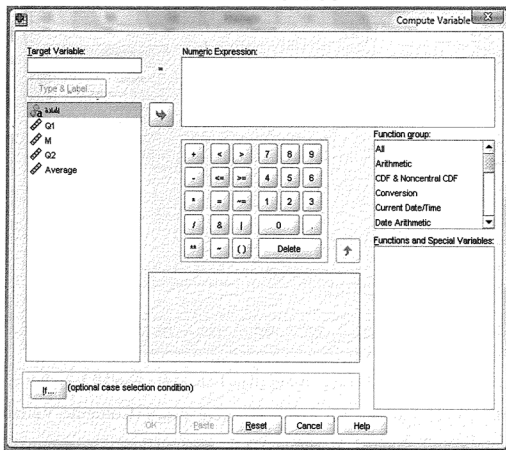 Compute Variable
Target Variable:
Numeric Expression:
=
Type & Label...
البلدة
Q1
M
Q2
Average
Function group:
All
Arithmetic
CDF & Noncentral CDF
Conversion
Current Date/Time
Date Arithmetic
+ < > 7 8 9
- <= >= 4 5 6
* = ~= 1 2 3
/ & | 0 .
** ~ ( ) Delete
Functions and Special Variables:
If... (optional case selection condition)
OK Paste Reset Cancel Help